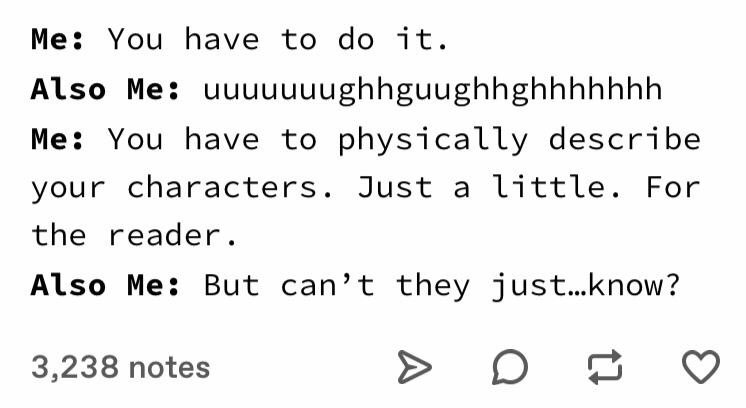 Me: You have to do it.
Also Me: uuuuuuughhguughhghhhhhhh
Me: You have to physically describe
your characters. Just a little. For
the reader.
Also Me: But can’t they just…know?
3,238 notes